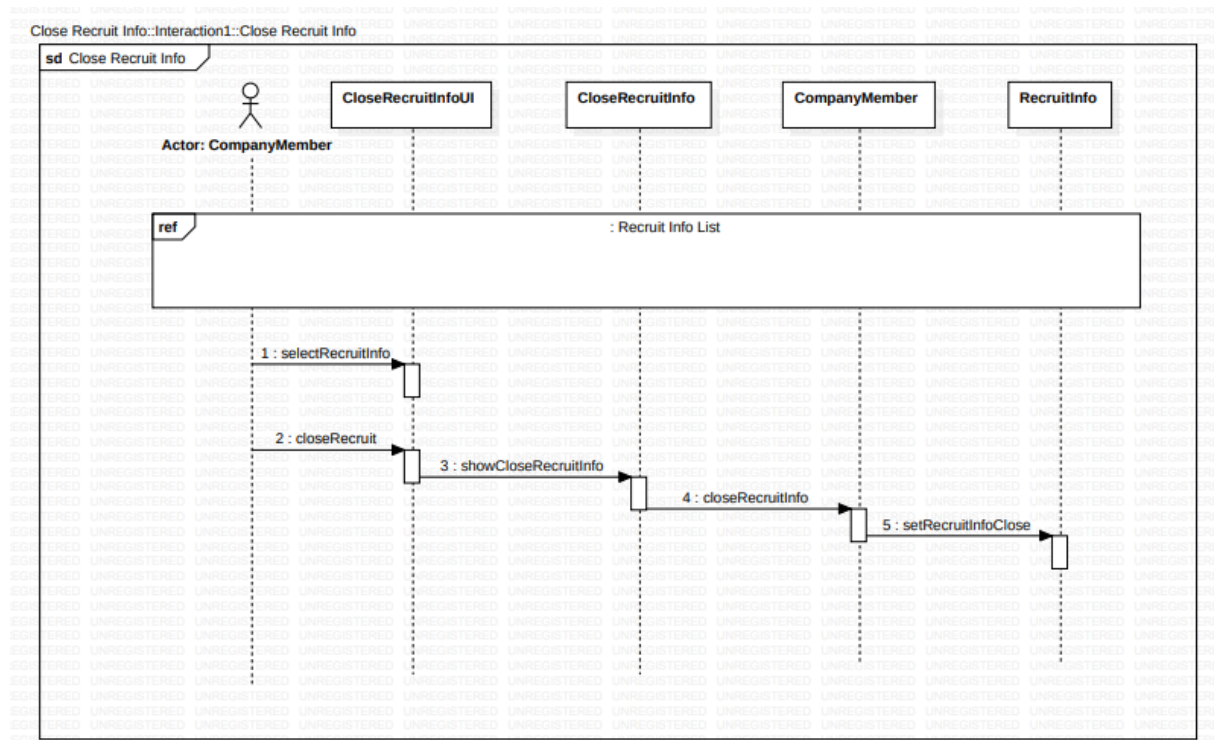 Close Recruit Info::Interaction1::Close Recruit Info
sd Close Recruit Info
CloseRecruitInfoUI
CloseRecruitInfo
CompanyMember
RecruitInfo
Actor: CompanyMember
ref
: Recruit Info List
1 : selectRecruitInfo
2 : closeRecruit
3 : showCloseRecruitInfo
4 : closeRecruitInfo
5 : setRecruitInfoClose
UNREGISTERED